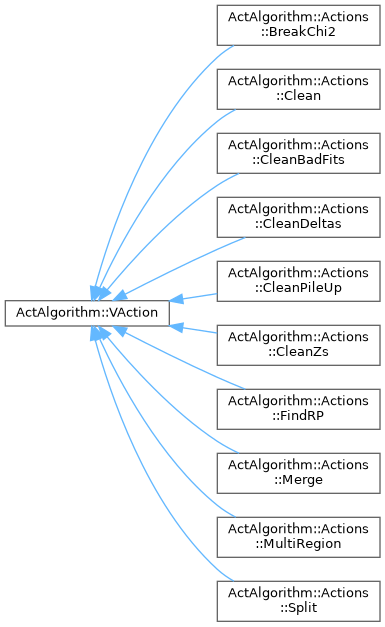 ActAlgorithm::Actions
::BreakChi2
ActAlgorithm::Actions
::Clean
ActAlgorithm::Actions
::CleanBadFits
ActAlgorithm::Actions
::CleanDeltas
ActAlgorithm::Actions
::CleanPileUp
ActAlgorithm::VAction
ActAlgorithm::Actions
::CleanZs
ActAlgorithm::Actions
::FindRP
ActAlgorithm::Actions
::Merge
ActAlgorithm::Actions
::MultiRegion
ActAlgorithm::Actions
::Split